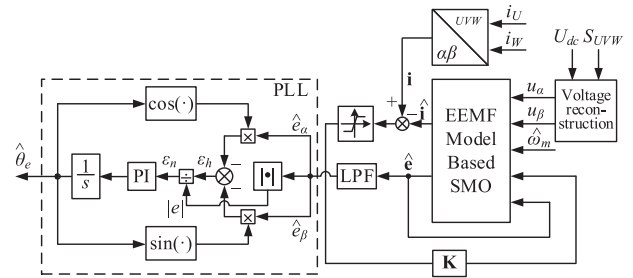 UVW
αβ
i_U
i_W
U_dc S_UVW
i
+
−
î
EEMF
Model
Based
SMO
u_α
u_β
ω̂_m
Voltage
recon-
struction
PLL
cos(·)
ê_α
θ̂_e
1/s
PI
ε_n
÷
ε_h
−
−
×
|•|
LPF
ê
|e|
×
ê_β
sin(·)
K